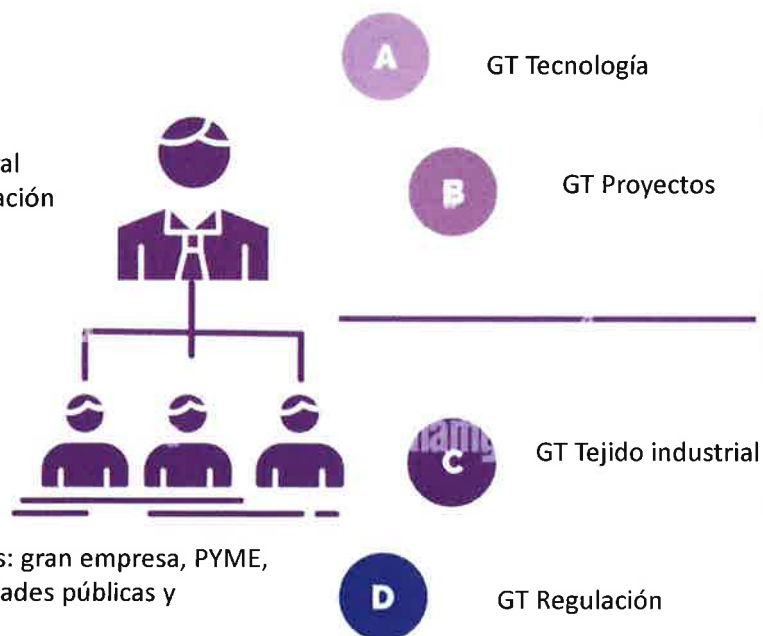 A
GT Tecnología
al
ación
B
GT Proyectos
C
GT Tejido industrial
s: gran empresa, PYME,
ades públicas y
D
GT Regulación